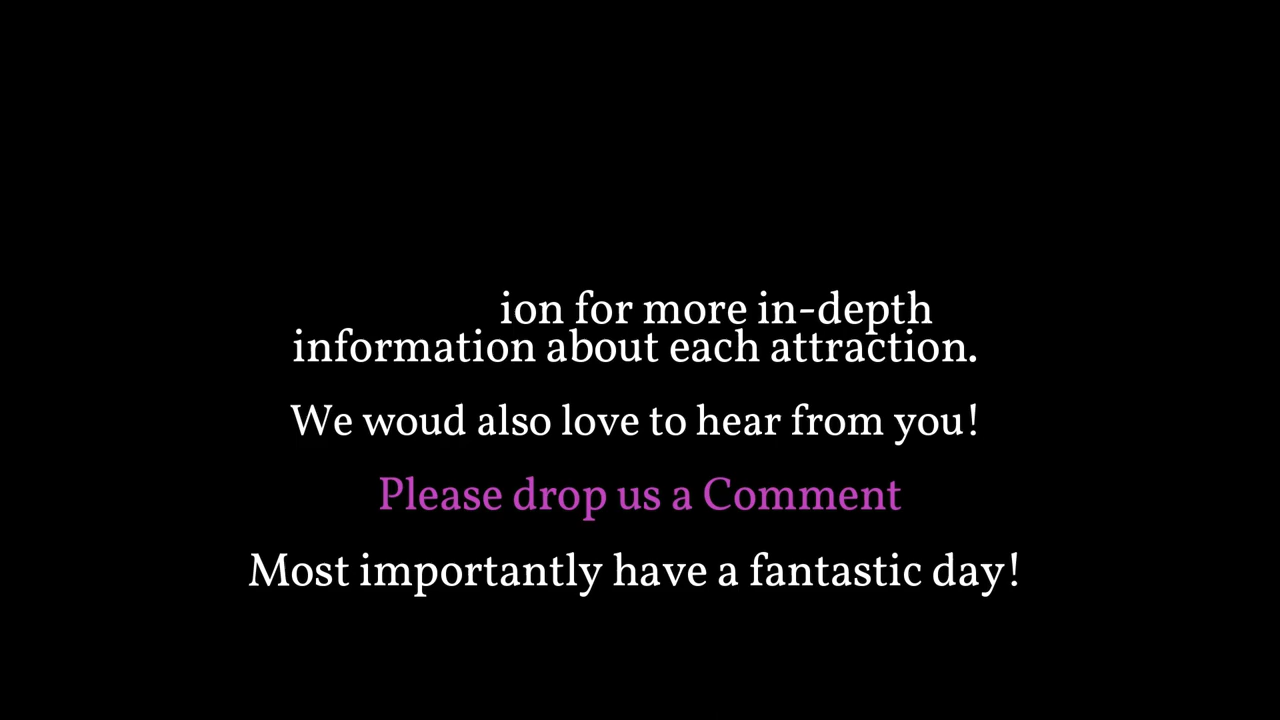 ion for more in-depth
information about each attraction.
We woud also love to hear from you!
Please drop us a Comment
Most importantly have a fantastic day!